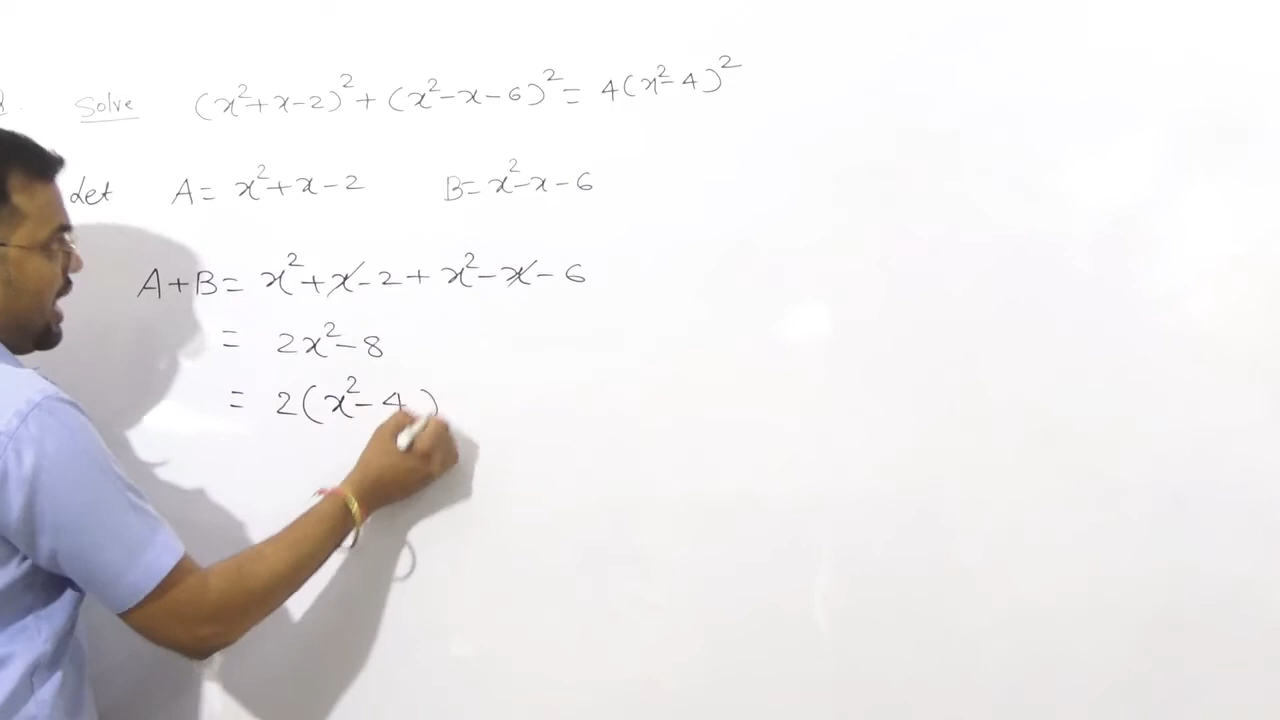 Solve (x²+x-2)² + (x²-x-6)² = 4(x²-4)²
Let A = x²+x-2 B = x²-x-6
A+B = x²+x-2+x²-x-6
= 2x²-8
= 2(x²-4)